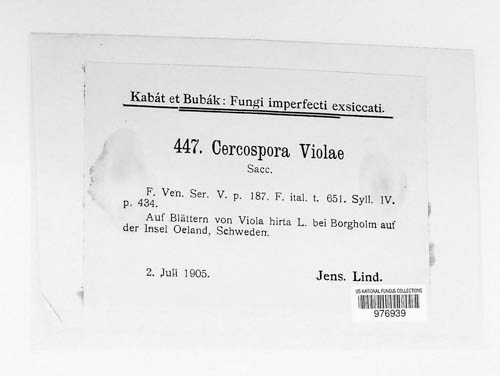 Kabát et Bubák: Fungi imperfecti exsiccati.
447. Cercospora Violae
Sacc.
F. Ven. Ser. V. p. 187. F. ital. t. 651. Syll. IV.
p. 434.
Auf Blättern von Viola hirta L. bei Borgholm auf
der Insel Oeland, Schweden.
2. Juli 1905.
Jens. Lind.
US NATIONAL FUNGUS COLLECTIONS
976939